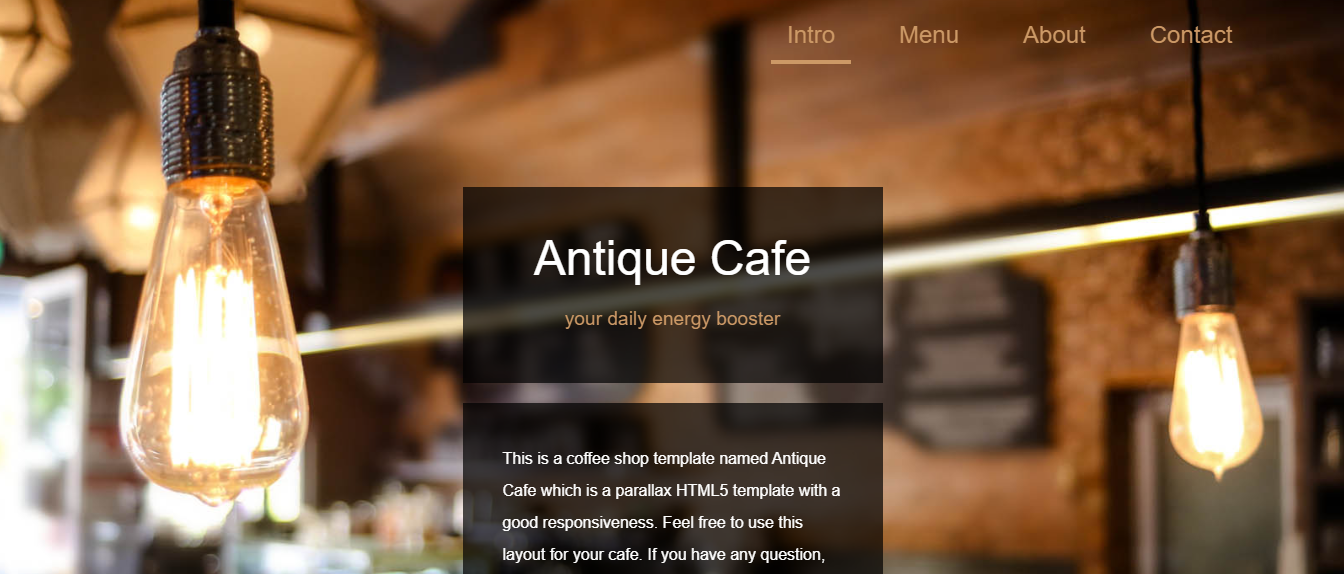 Intro Menu About Contact
Antique Cafe
your daily energy booster
This is a coffee shop template named Antique
Cafe which is a parallax HTML5 template with a
good responsiveness. Feel free to use this
layout for your cafe. If you have any question,